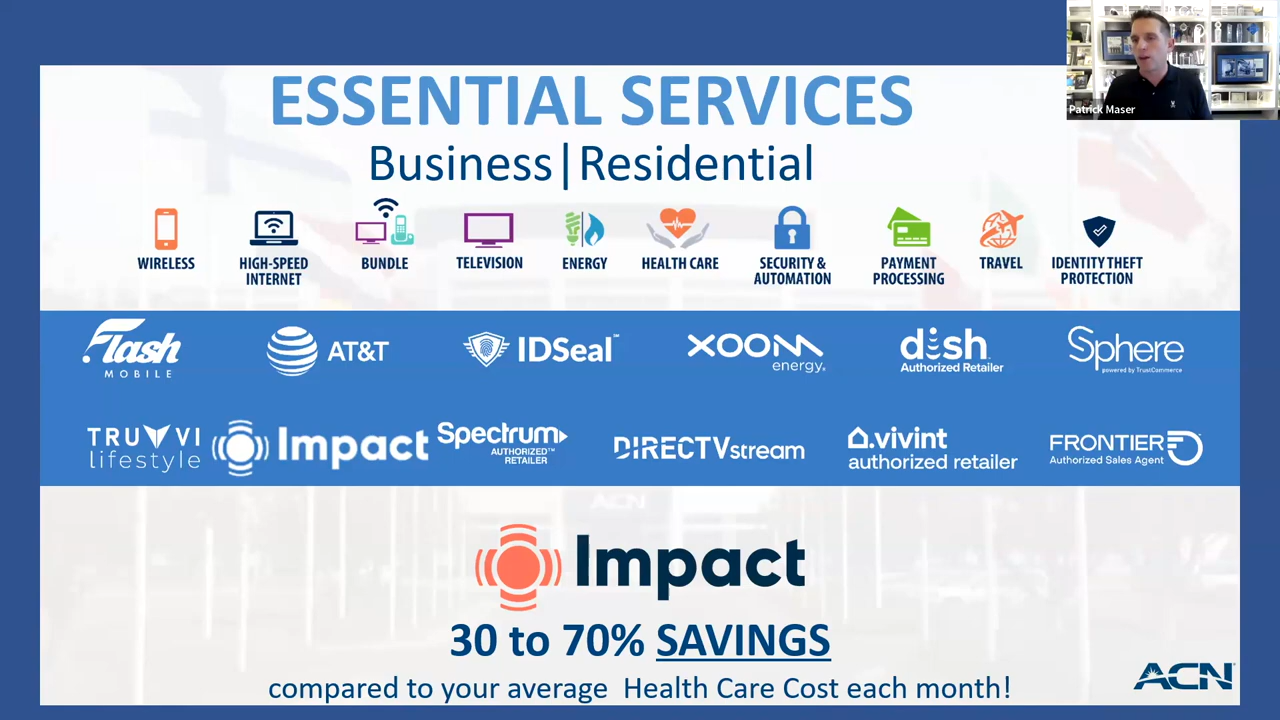 Patrick Maser
ESSENTIAL SERVICES
Business|Residential
WIRELESS
HIGH-SPEED
INTERNET
BUNDLE
TELEVISION
ENERGY
HEALTH CARE
SECURITY &
AUTOMATION
PAYMENT
PROCESSING
TRAVEL
IDENTITY THEFT
PROTECTION
Flash
MOBILE
AT&T
IDSeal™
XOOM
energy®
dish
Authorized Retailer
Sphere
powered by TrustCommerce
TRUVVI
lifestyle
Impact
Spectrum
AUTHORIZED™
RETAILER
DIRECTV stream
vivint
authorized retailer
FRONTIER
Authorized Sales Agent
ACN
Impact
30 to 70% SAVINGS
compared to your average Health Care Cost each month!
ACN